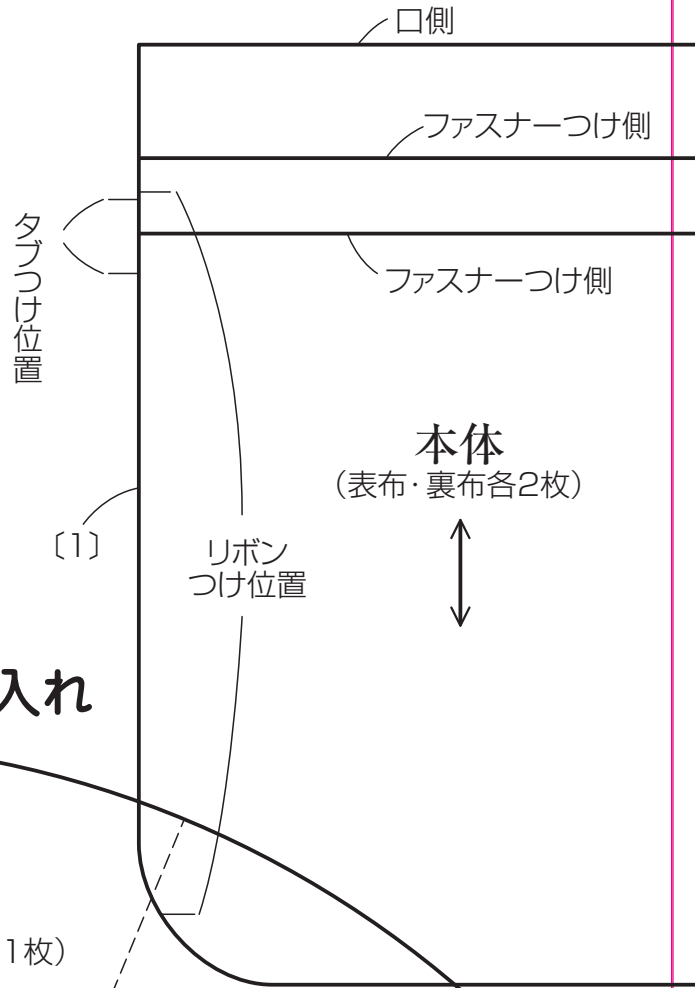 口側
ファスナーつけ側
タブつけ位置
ファスナーつけ側
本体
（表布・裏布各2枚）
〔1〕
リボン
つけ位置
入れ
1枚）